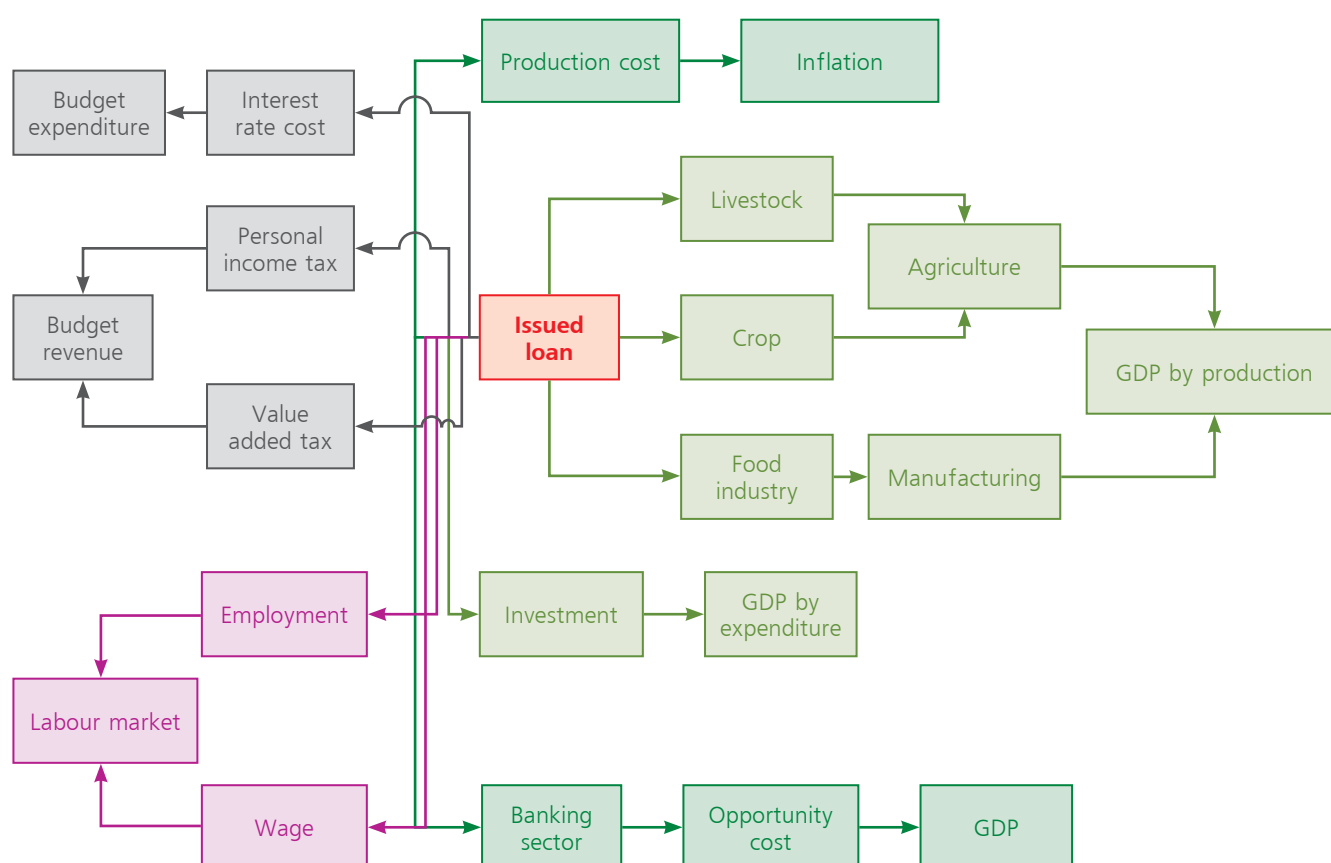 Production cost
Inflation
Budget
expenditure
Interest
rate cost
Livestock
Personal
income tax
Agriculture
Budget
revenue
Issued
loan
Crop
GDP by production
Value
added tax
Food
industry
Manufacturing
Employment
Investment
GDP by
expenditure
Labour market
Wage
Banking
sector
Opportunity
cost
GDP